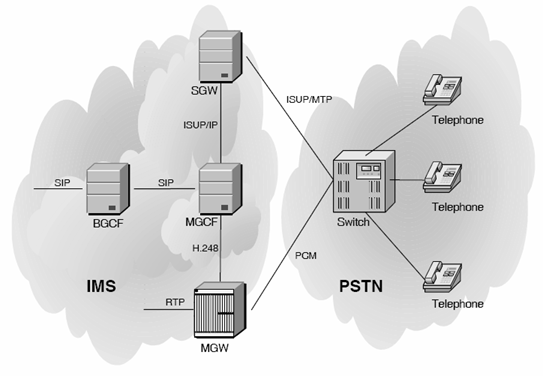 SGW
ISUP/MTP
Telephone
ISUP/IP
SIP
SIP
BGCF
MGCF
Switch
Telephone
H.248
PCM
IMS
PSTN
RTP
Telephone
MGW